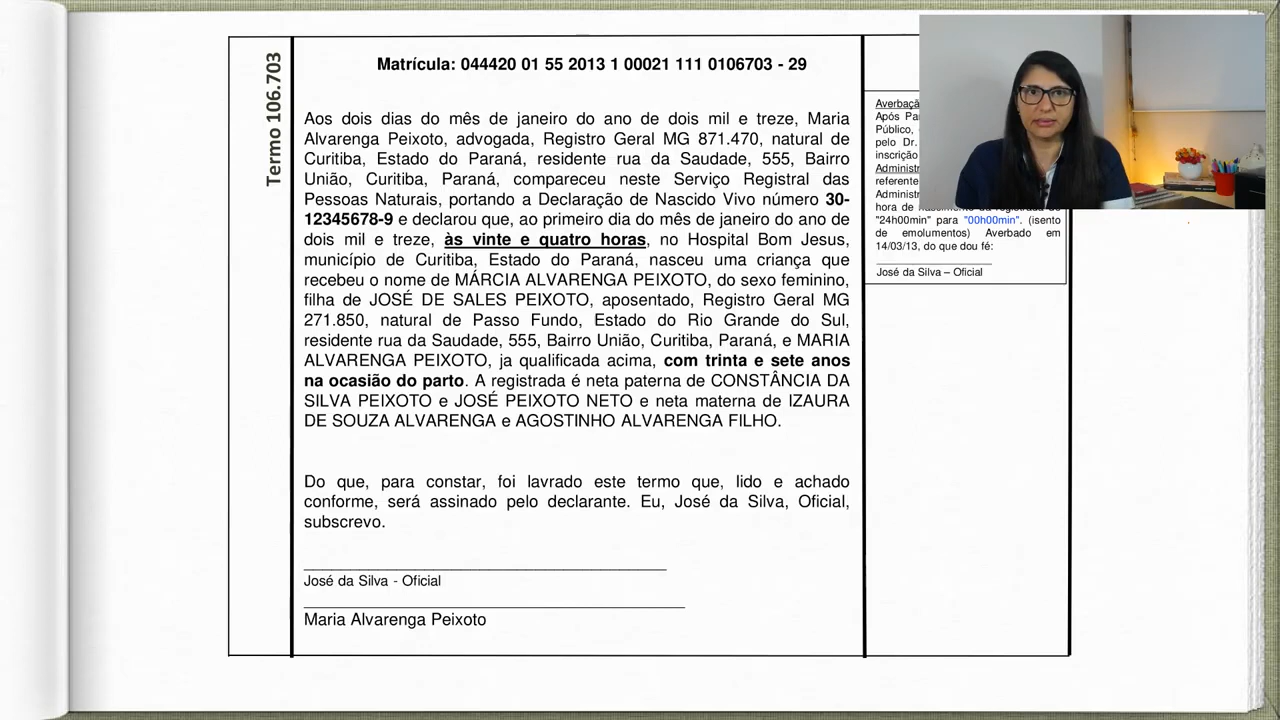 Termo 106.703
Matrícula: 044420 01 55 2013 1 00021 111 0106703 - 29
Aos dois dias do mês de janeiro do ano de dois mil e treze, Maria
Alvarenga Peixoto, advogada, Registro Geral MG 871.470, natural de
Curitiba, Estado do Paraná, residente rua da Saudade, 555, Bairro
União, Curitiba, Paraná, compareceu neste Serviço Registral das
Pessoas Naturais, portando a Declaração de Nascido Vivo número 30-
12345678-9 e declarou que, ao primeiro dia do mês de janeiro do ano de
dois mil e treze, às vinte e quatro horas, no Hospital Bom Jesus,
município de Curitiba, Estado do Paraná, nasceu uma criança que
recebeu o nome de MÁRCIA ALVARENGA PEIXOTO, do sexo feminino,
filha de JOSÉ DE SALES PEIXOTO, aposentado, Registro Geral MG
271.850, natural de Passo Fundo, Estado do Rio Grande do Sul,
residente rua da Saudade, 555, Bairro União, Curitiba, Paraná, e MARIA
ALVARENGA PEIXOTO, ja qualificada acima, com trinta e sete anos
na ocasião do parto. A registrada é neta paterna de CONSTÂNCIA DA
SILVA PEIXOTO e JOSÉ PEIXOTO NETO e neta materna de IZAURA
DE SOUZA ALVARENGA e AGOSTINHO ALVARENGA FILHO.
Do que, para constar, foi lavrado este termo que, lido e achado
conforme, será assinado pelo declarante. Eu, José da Silva, Oficial,
subscrevo.
José da Silva - Oficial
Maria Alvarenga Peixoto
Após
Público,
pelo Dr.
inscrição
referente
hora de
"24h00min" para "00h00min". (isento
de emolumentos) Averbado em
14/03/13, do que dou fé:
José da Silva – Oficial